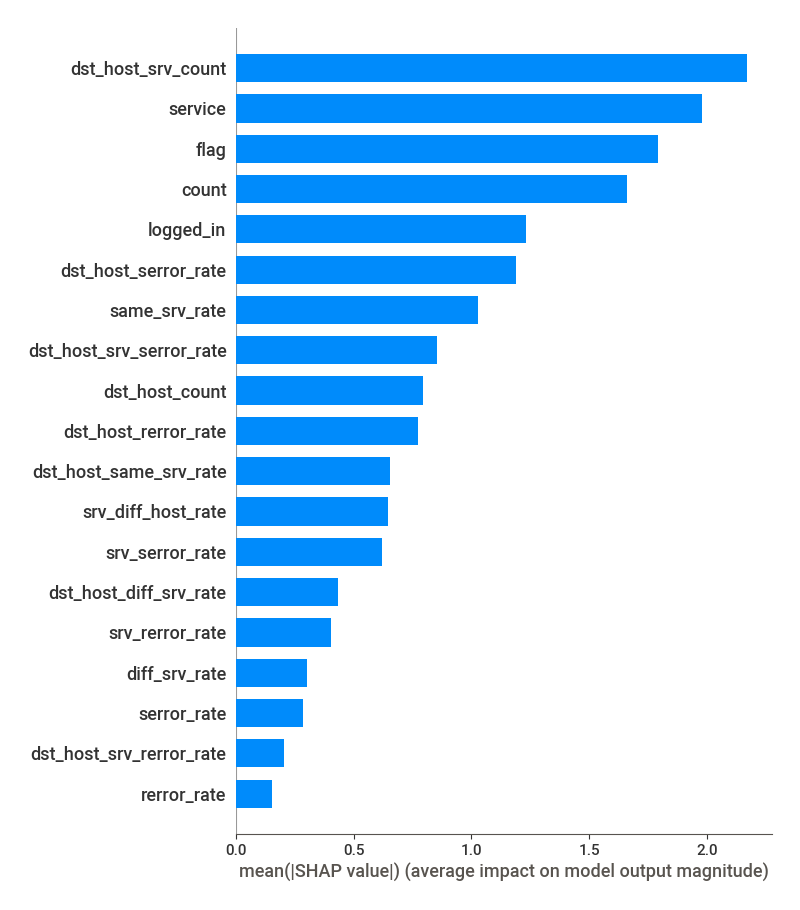 dst_host_srv_count
service
flag
count
logged_in
dst_host_serror_rate
same_srv_rate
dst_host_srv_serror_rate
dst_host_count
dst_host_rerror_rate
dst_host_same_srv_rate
srv_diff_host_rate
srv_serror_rate
dst_host_diff_srv_rate
srv_rerror_rate
diff_srv_rate
serror_rate
dst_host_srv_rerror_rate
rerror_rate
0.0 0.5 1.0 1.5 2.0
mean(|SHAP value|) (average impact on model output magnitude)